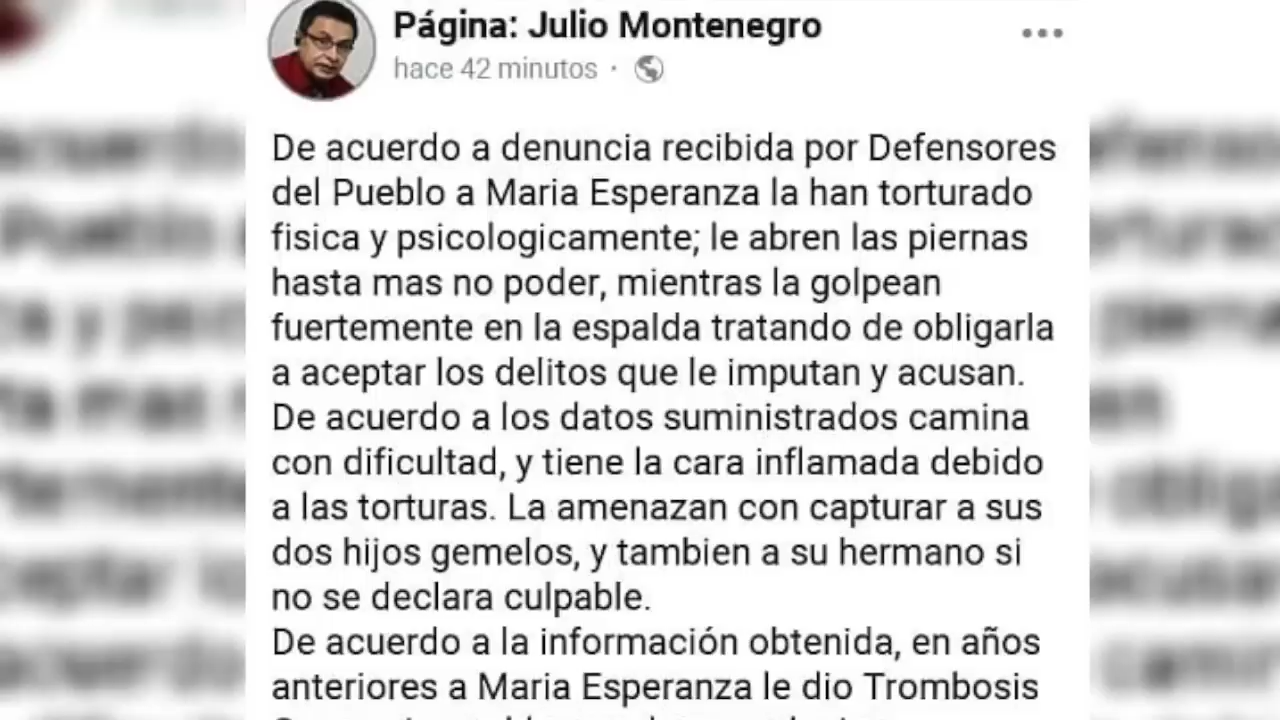 Página: Julio Montenegro
hace 42 minutos
De acuerdo a denuncia recibida por Defensores
del Pueblo a Maria Esperanza la han torturado
fisica y psicologicamente; le abren las piernas
hasta mas no poder, mientras la golpean
fuertemente en la espalda tratando de obligarla
a aceptar los delitos que le imputan y acusan.
De acuerdo a los datos suministrados camina
con dificultad, y tiene la cara inflamada debido
a las torturas. La amenazan con capturar a sus
dos hijos gemelos, y tambien a su hermano si
no se declara culpable.
De acuerdo a la información obtenida, en años
anteriores a Maria Esperanza le dio Trombosis